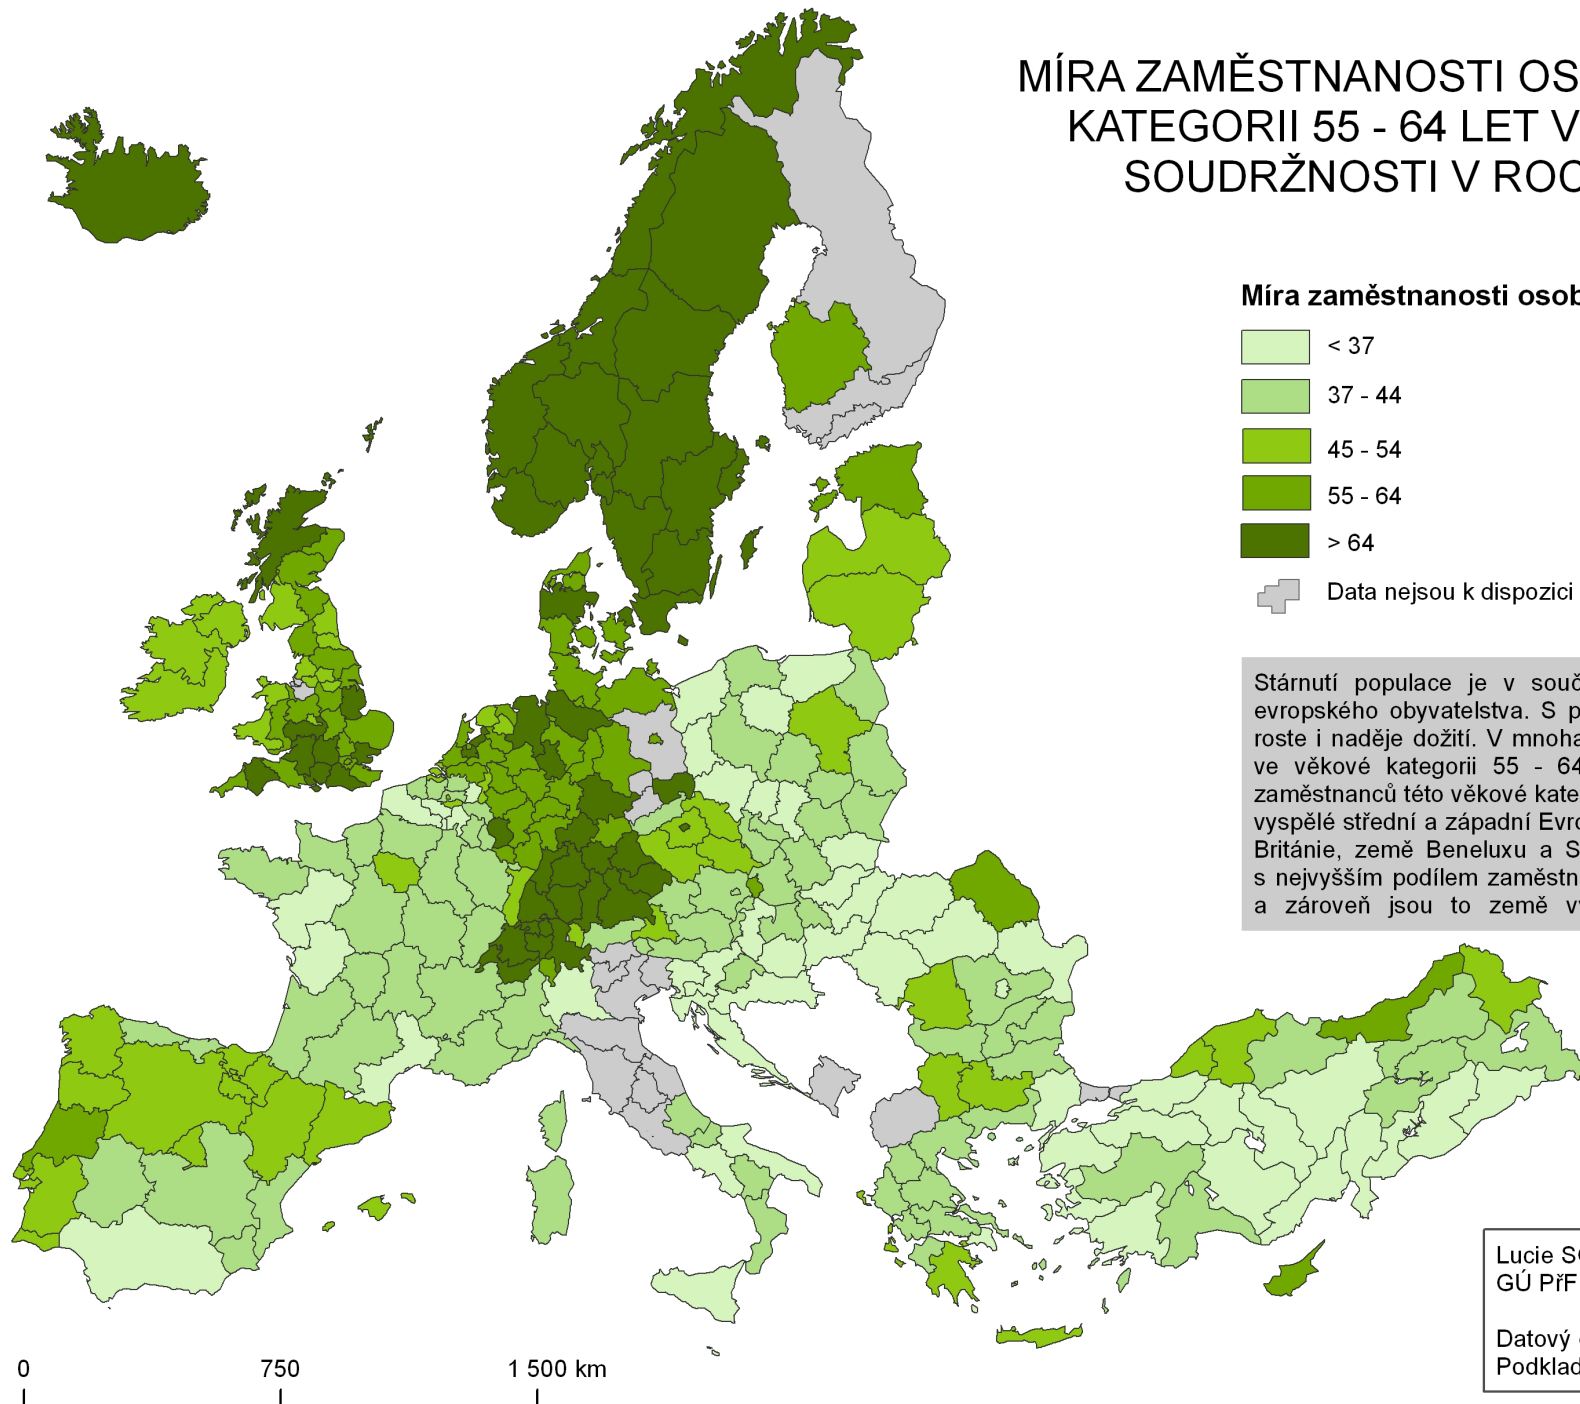 MÍRA ZAMĚSTNANOSTI OS
KATEGORII 55 - 64 LET V
SOUDRŽNOSTI V ROC
Míra zaměstnanosti osob
< 37
37 - 44
45 - 54
55 - 64
> 64
Data nejsou k dispozici
Stárnutí populace je v souč
evropského obyvatelstva. S p
roste i naděje dožití. V mnoha
ve věkové kategorii 55 - 64
zaměstnanců této věkové kate
vyspělé střední a západní Evro
Británie, země Beneluxu a S
s nejvyšším podílem zaměstn
a zároveň jsou to země v
Lucie S
GÚ PřF
Datový
Podklad
0 750 1 500 km